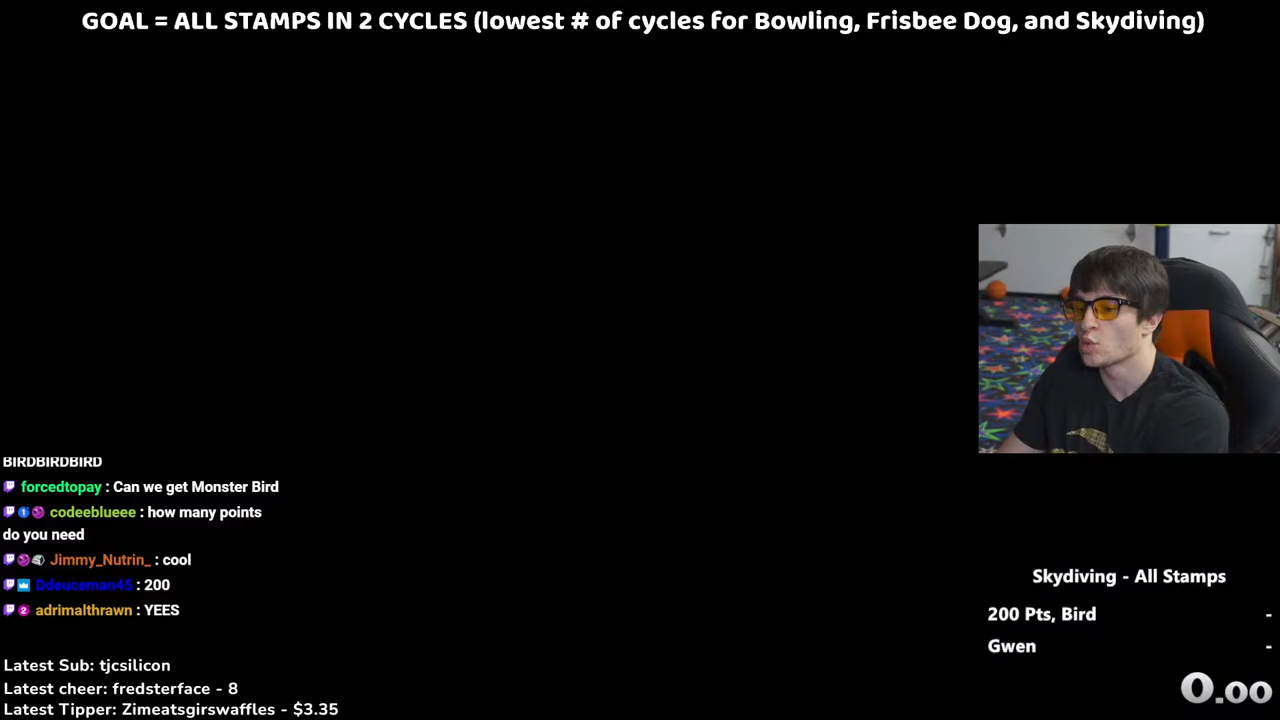 GOAL = ALL STAMPS IN 2 CYCLES (lowest # of cycles for Bowling, Frisbee Dog, and Skydiving)
BIRDBIRDBIRD
forcedtopay : Can we get Monster Bird
codeeblueee : how many points
do you need
Jimmy_Nutrin_ : cool
Ddeuceman45 : 200
adrimalthrawn : YEES
Latest Sub: tjcsilicon
Latest cheer: fredsterface - 8
Latest Tipper: Zimeatsgirswaffles - $3.35
Skydiving - All Stamps
200 Pts, Bird -
Gwen -
0.00